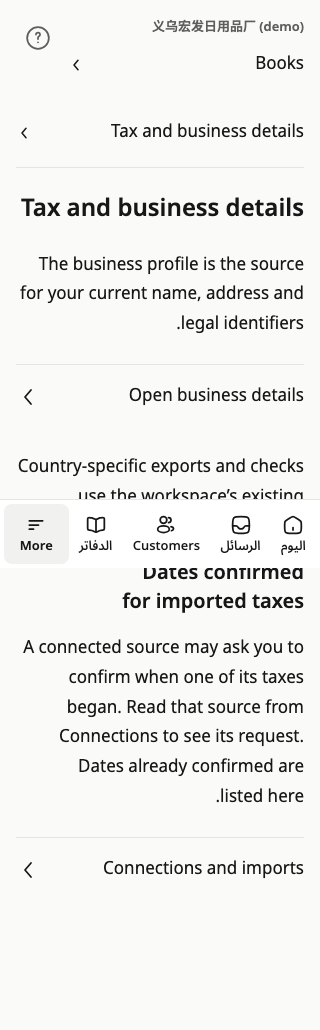 义乌宏发日用品厂 (demo)
Books
Tax and business details
Tax and business details
The business profile is the source
for your current name, address and
legal identifiers.
Open business details
Country-specific exports and checks
use the workspace’s existing
اليوم
الرسائل
Customers
الدفاتر
More
Dates confirmed
for imported taxes
A connected source may ask you to
confirm when one of its taxes
began. Read that source from
Connections to see its request.
Dates already confirmed are
listed here.
Connections and imports